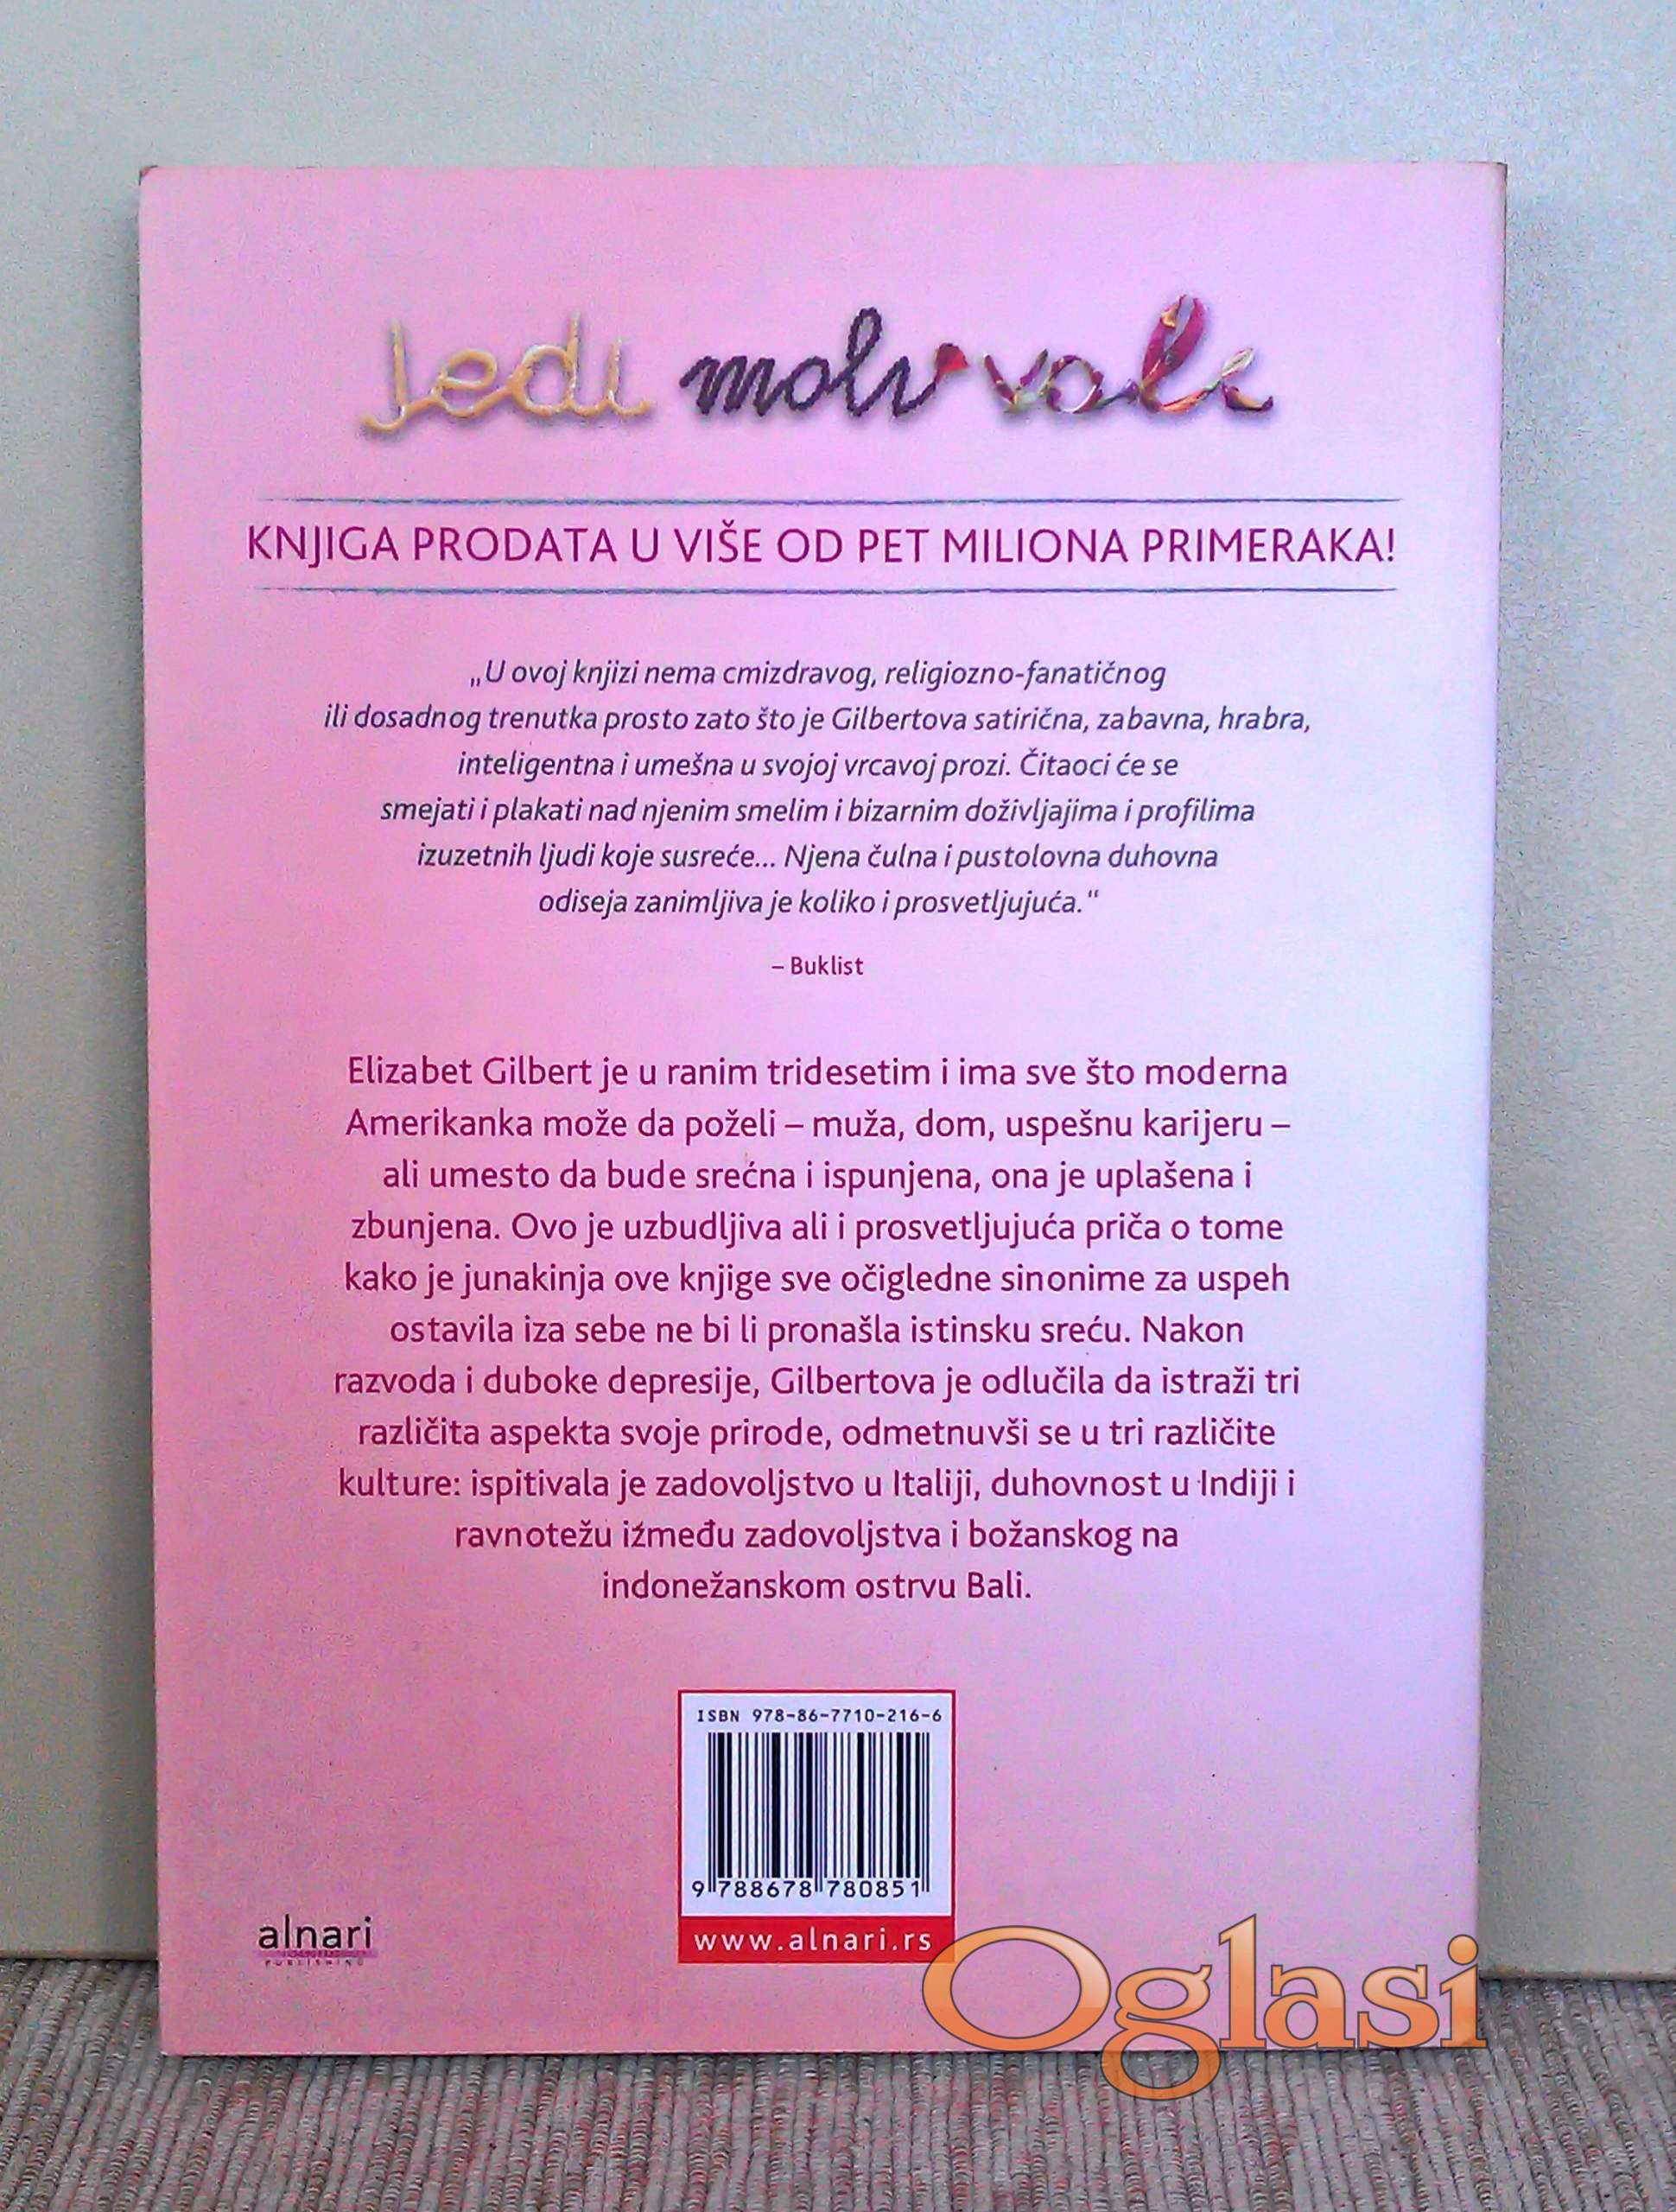 Jedi moli voli
KNJIGA PRODATA U VIŠE OD PET MILIONA PRIMERAKA!
„U ovoj knjizi nema cmizdravog, religiozno-fanatičnog
ili dosadnog trenutka prosto zato što je Gilbertova satirična, zabavna, hrabra,
inteligentna i umešna u svojoj vrcavoj prozi. Čitaoci će se
smejati i plakati nad njenim smelim i bizarnim doživljajima i profilima
izuzetnih ljudi koje susreće... Njena čulna i pustolovna duhovna
odiseja zanimljiva je koliko i prosvetljujuća.“
– Buklist
Elizabet Gilbert je u ranim tridesetim i ima sve što moderna
Amerikanka može da poželi – muža, dom, uspešnu karijeru –
ali umesto da bude srećna i ispunjena, ona je uplašena i
zbunjena. Ovo je uzbudljiva ali i prosvetljujuća priča o tome
kako je junakinja ove knjige sve očigledne sinonime za uspeh
ostavila iza sebe ne bi li pronašla istinsku sreću. Nakon
razvoda i duboke depresije, Gilbertova je odlučila da istraži tri
različita aspekta svoje prirode, odmetnuvši se u tri različite
kulture: ispitivala je zadovoljstvo u Italiji, duhovnost u Indiji i
ravnotežu između zadovoljstva i božanskog na
indonežanskom ostrvu Bali.
ISBN 978-86-7710-216-6
9 788678 780851
www.alnari.rs
alnari
PUBLISHING
Oglasi